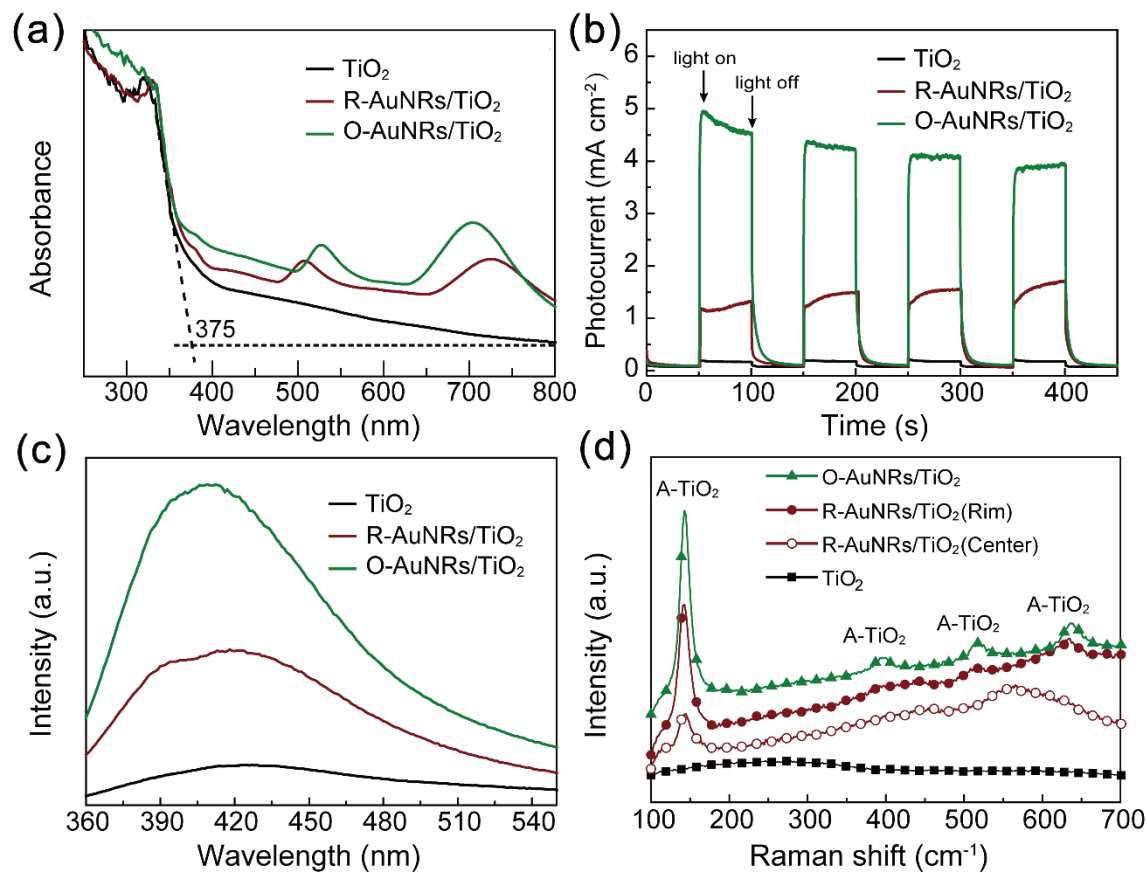 (a)
TiO₂
R-AuNRs/TiO₂
O-AuNRs/TiO₂
375
Absorbance
300 400 500 600 700 800
Wavelength (nm)
(b)
light on
light off
TiO₂
R-AuNRs/TiO₂
O-AuNRs/TiO₂
Photocurrent (mA cm⁻²)
6
5
4
3
2
1
0
0 100 200 300 400
Time (s)
(c)
TiO₂
R-AuNRs/TiO₂
O-AuNRs/TiO₂
Intensity (a.u.)
360 390 420 450 480 510 540
Wavelength (nm)
(d)
A-TiO₂
O-AuNRs/TiO₂
R-AuNRs/TiO₂(Rim)
R-AuNRs/TiO₂(Center)
TiO₂
A-TiO₂
A-TiO₂
A-TiO₂
Intensity (a.u.)
100 200 300 400 500 600 700
Raman shift (cm⁻¹)